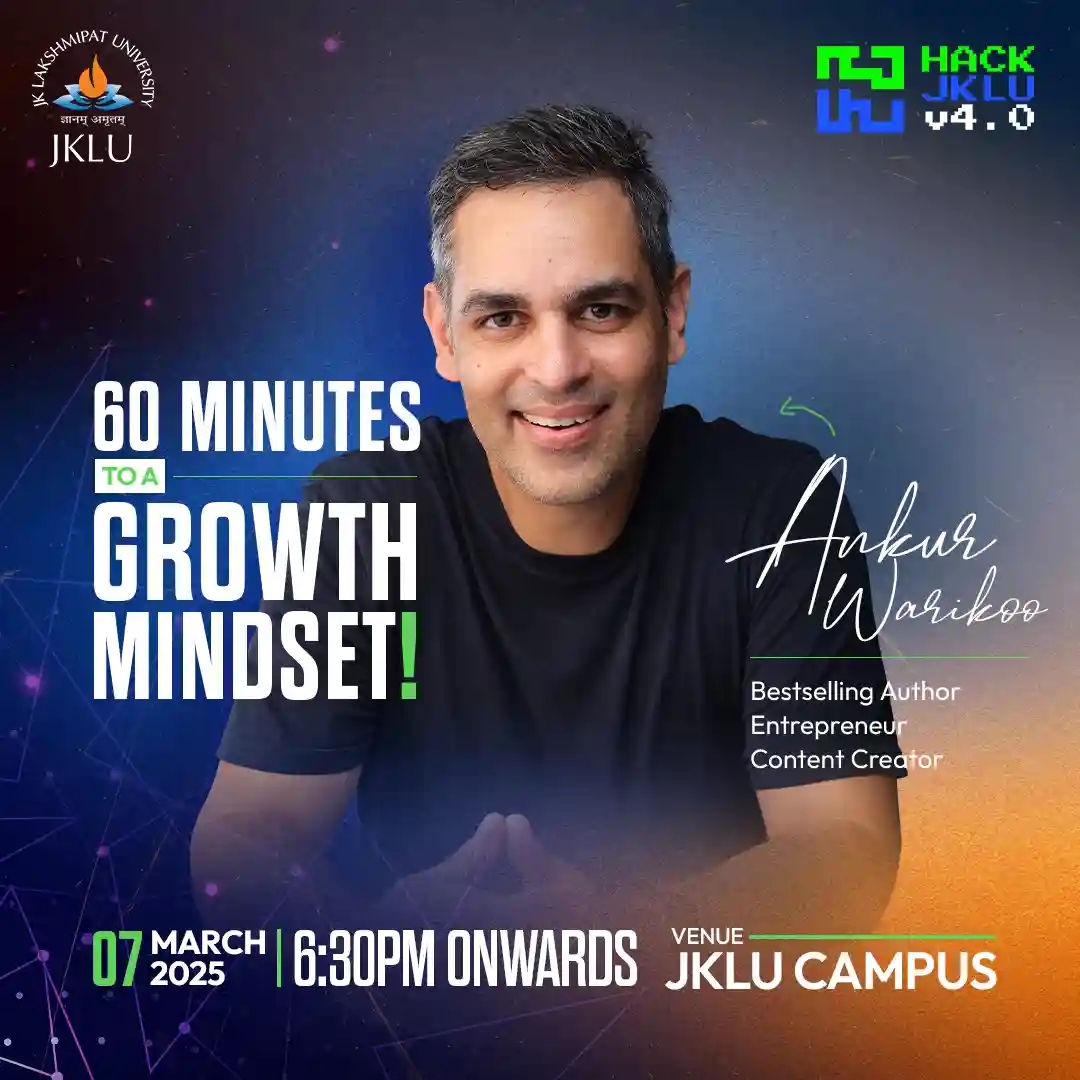 JK LAKSHMIPAT UNIVERSITY
ज्ञानम् अमृतम्
JKLU
HACK
JKLU
v4.0
60 MINUTES
TO A
GROWTH
MINDSET!
Ankur
Warikoo
Bestselling Author
Entrepreneur
Content Creator
07 MARCH
2025
6:30PM ONWARDS
VENUE
JKLU CAMPUS